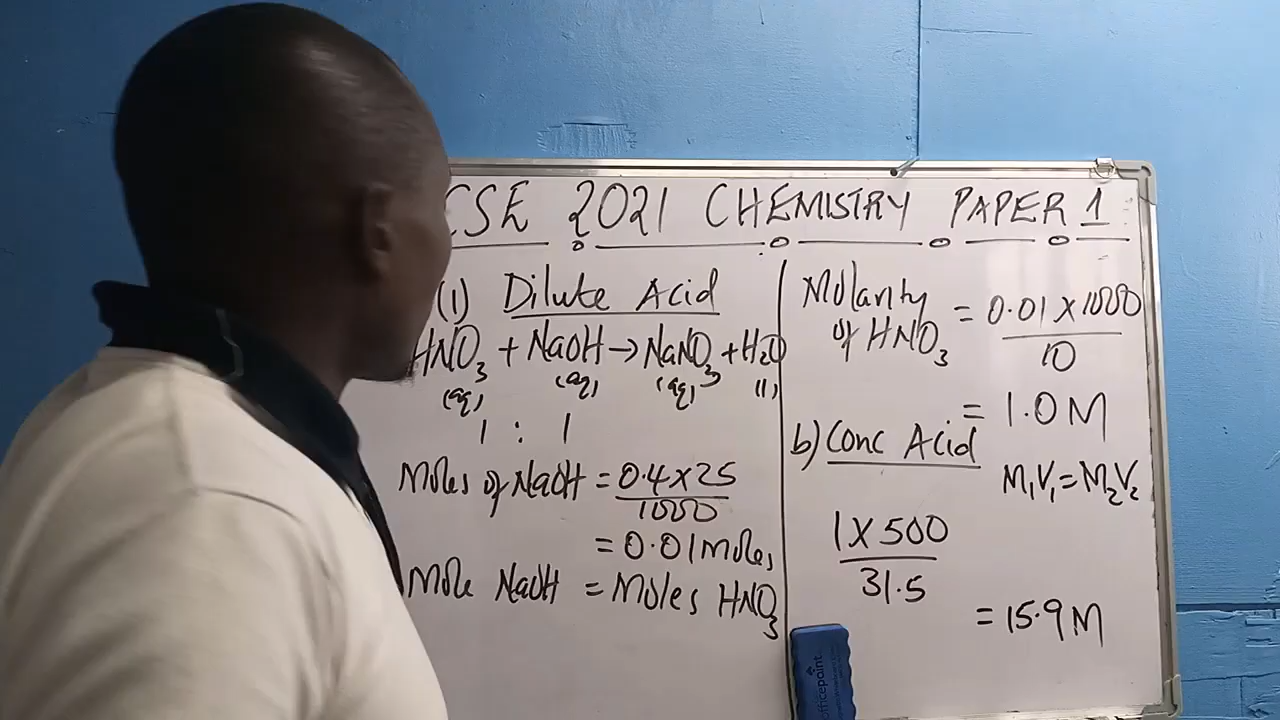 CSE 2021 CHEMISTRY PAPER 1
(1) Dilute Acid
HNO₃ + NaOH → NaNO₃ + H₂O
(aq) (aq) (aq) (l)
1 : 1
Moles of NaOH = 0.4 X 25
1000
= 0.01 moles
Mole NaOH = Moles HNO₃
Molarity of HNO₃ = 0.01 X 1000
10
= 1.0 M
b) Conc Acid
M₁V₁ = M₂V₂
1 X 500
31.5
= 15.9 M
Officepoint